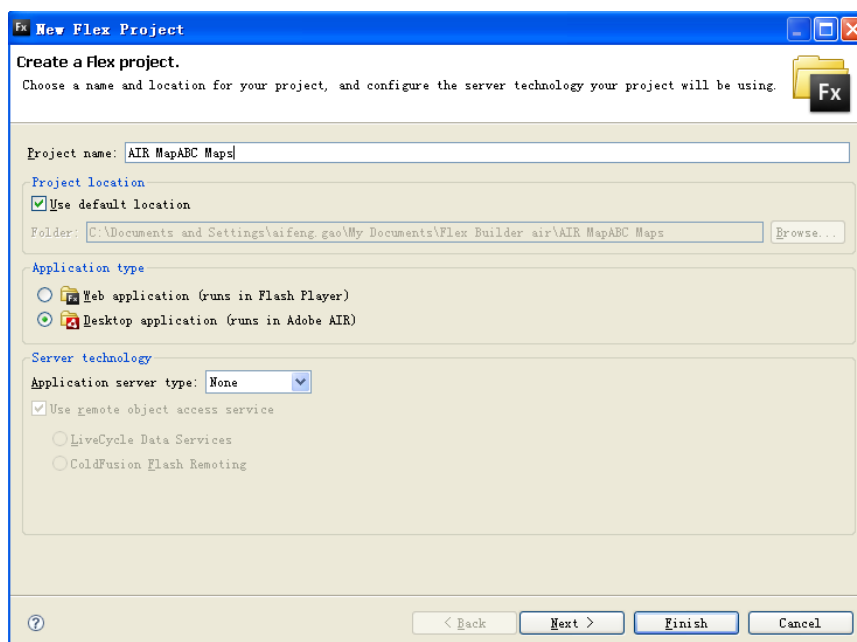 Fx New Flex Project
Create a Flex project.
Choose a name and location for your project, and configure the server technology your project will be using.
Fx
Project name: AIR MapABC Maps
Project location
Use default location
Folder: C:\Documents and Settings\aifeng.gao\My Documents\Flex Builder air\AIR MapABC Maps Browse...
Application type
Fx Web application (runs in Flash Player)
Desktop application (runs in Adobe AIR)
Server technology
Application server type: None
Use remote object access service
LiveCycle Data Services
ColdFusion Flash Remoting
? < Back Next > Finish Cancel